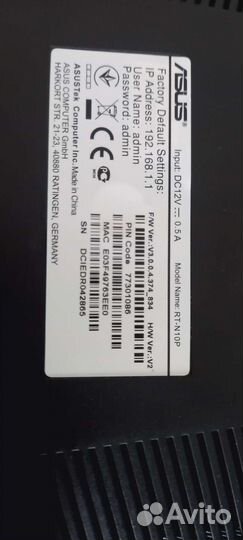 ASUS
Input: DC12V ⎓ 0.5A
Model Name: RT-N10P
Factory Default Settings:
IP Address: 192.168.1.1
User Name: admin
Password: admin
F/W Ver.:V3.0.0.4.374_834
H/W Ver.:V2
PIN Code 77301086
MAC E03F49763EE0
SN DCIEDR042865
ASUSTek Computer Inc. Made in China
ASUS COMPUTER GmbH
HARKORT STR. 21-23, 40880 RATINGEN, GERMANY
Avito